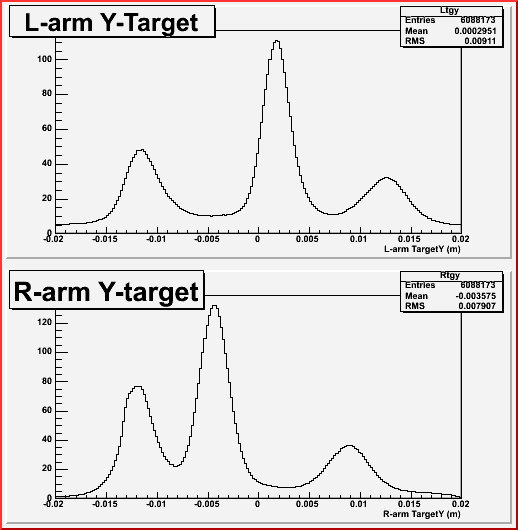 L-arm Y-Target
Ltgy
Entries 6088173
Mean 0.0002951
RMS 0.00911
100
80
60
40
20
0
-0.02 -0.015 -0.01 -0.005 0 0.005 0.01 0.015 0.02
L-arm TargetY (m)
R-arm Y-target
Rtgy
Entries 6088173
Mean -0.003575
RMS 0.007907
120
100
80
60
40
20
0
-0.02 -0.015 -0.01 -0.005 0 0.005 0.01 0.015 0.02
R-arm TargetY (m)